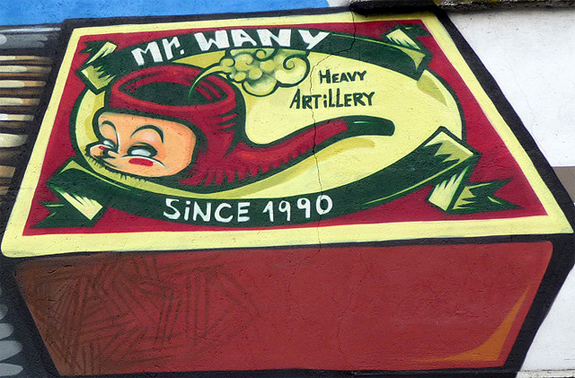 Mr. WANY
HEAVY
ARTiLLERY
SiNCE 1990